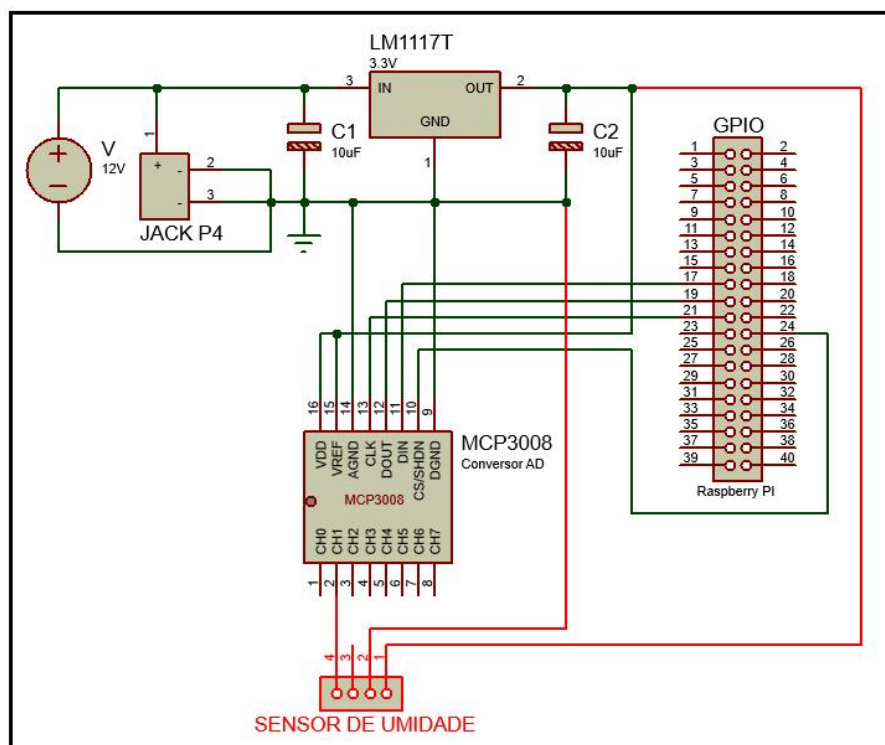 LM1117T
3.3V
3
IN
OUT
2
GND
1
V
12V
1
+
-
2
-
3
JACK P4
C1
10uF
C2
10uF
GPIO
1 2
3 4
5 6
7 8
9 10
11 12
13 14
15 16
17 18
19 20
21 22
23 24
25 26
27 28
29 30
31 32
33 34
35 36
37 38
39 40
Raspberry PI
16 15 14 13 12 11 10 9
VDD VREF AGND CLK DOUT DIN CS/SHDN DGND
MCP3008
Conversor AD
MCP3008
CH0 CH1 CH2 CH3 CH4 CH5 CH6 CH7
1 2 3 4 5 6 7 8
4 3 2 1
SENSOR DE UMIDADE